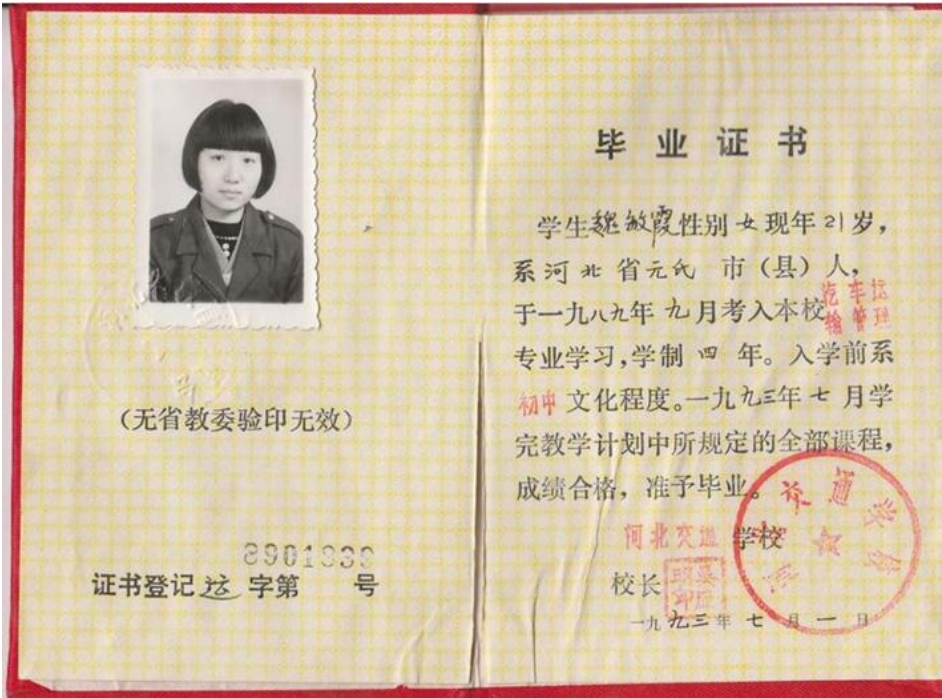 (无省教委验印无效)
8901839
证书登记 运 字第 号
毕业证书
学生魏敏霞性别女现年21岁，
系河北省元氏市（县）人，
于一九八九年九月考入本校汽车运输管理
专业学习，学制四年。入学前系
初中文化程度。一九九三年七月学
完教学计划中所规定的全部课程，
成绩合格，准予毕业。
河北交通学校
校长
一九九三年七月一日